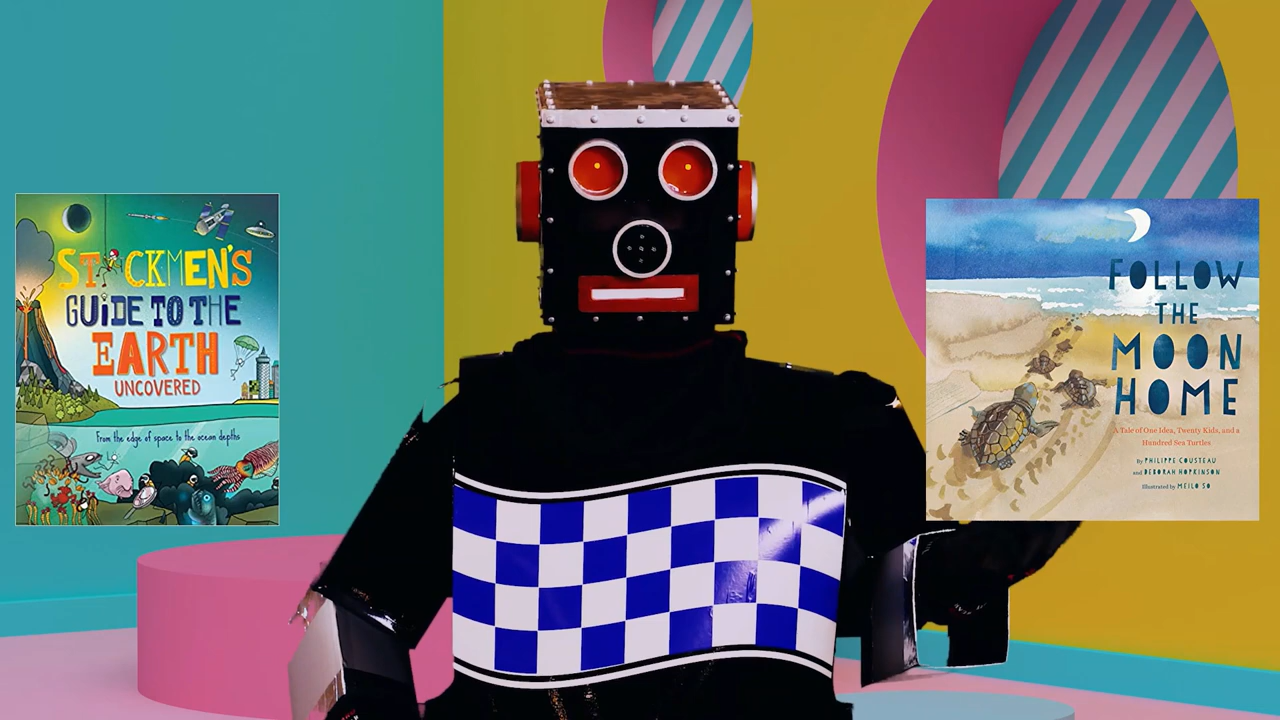 STICKMEN'S
GUiDE TO THE
EARTH
UNCOVERED
From the edge of space to the ocean depths
FOLLOW
THE
MOON
HOME
A Tale of One Idea, Twenty Kids, and a
Hundred Sea Turtles
By PHILIPPE COUSTEAU
and DEBORAH HOPKINSON
Illustrated by MEILO SO